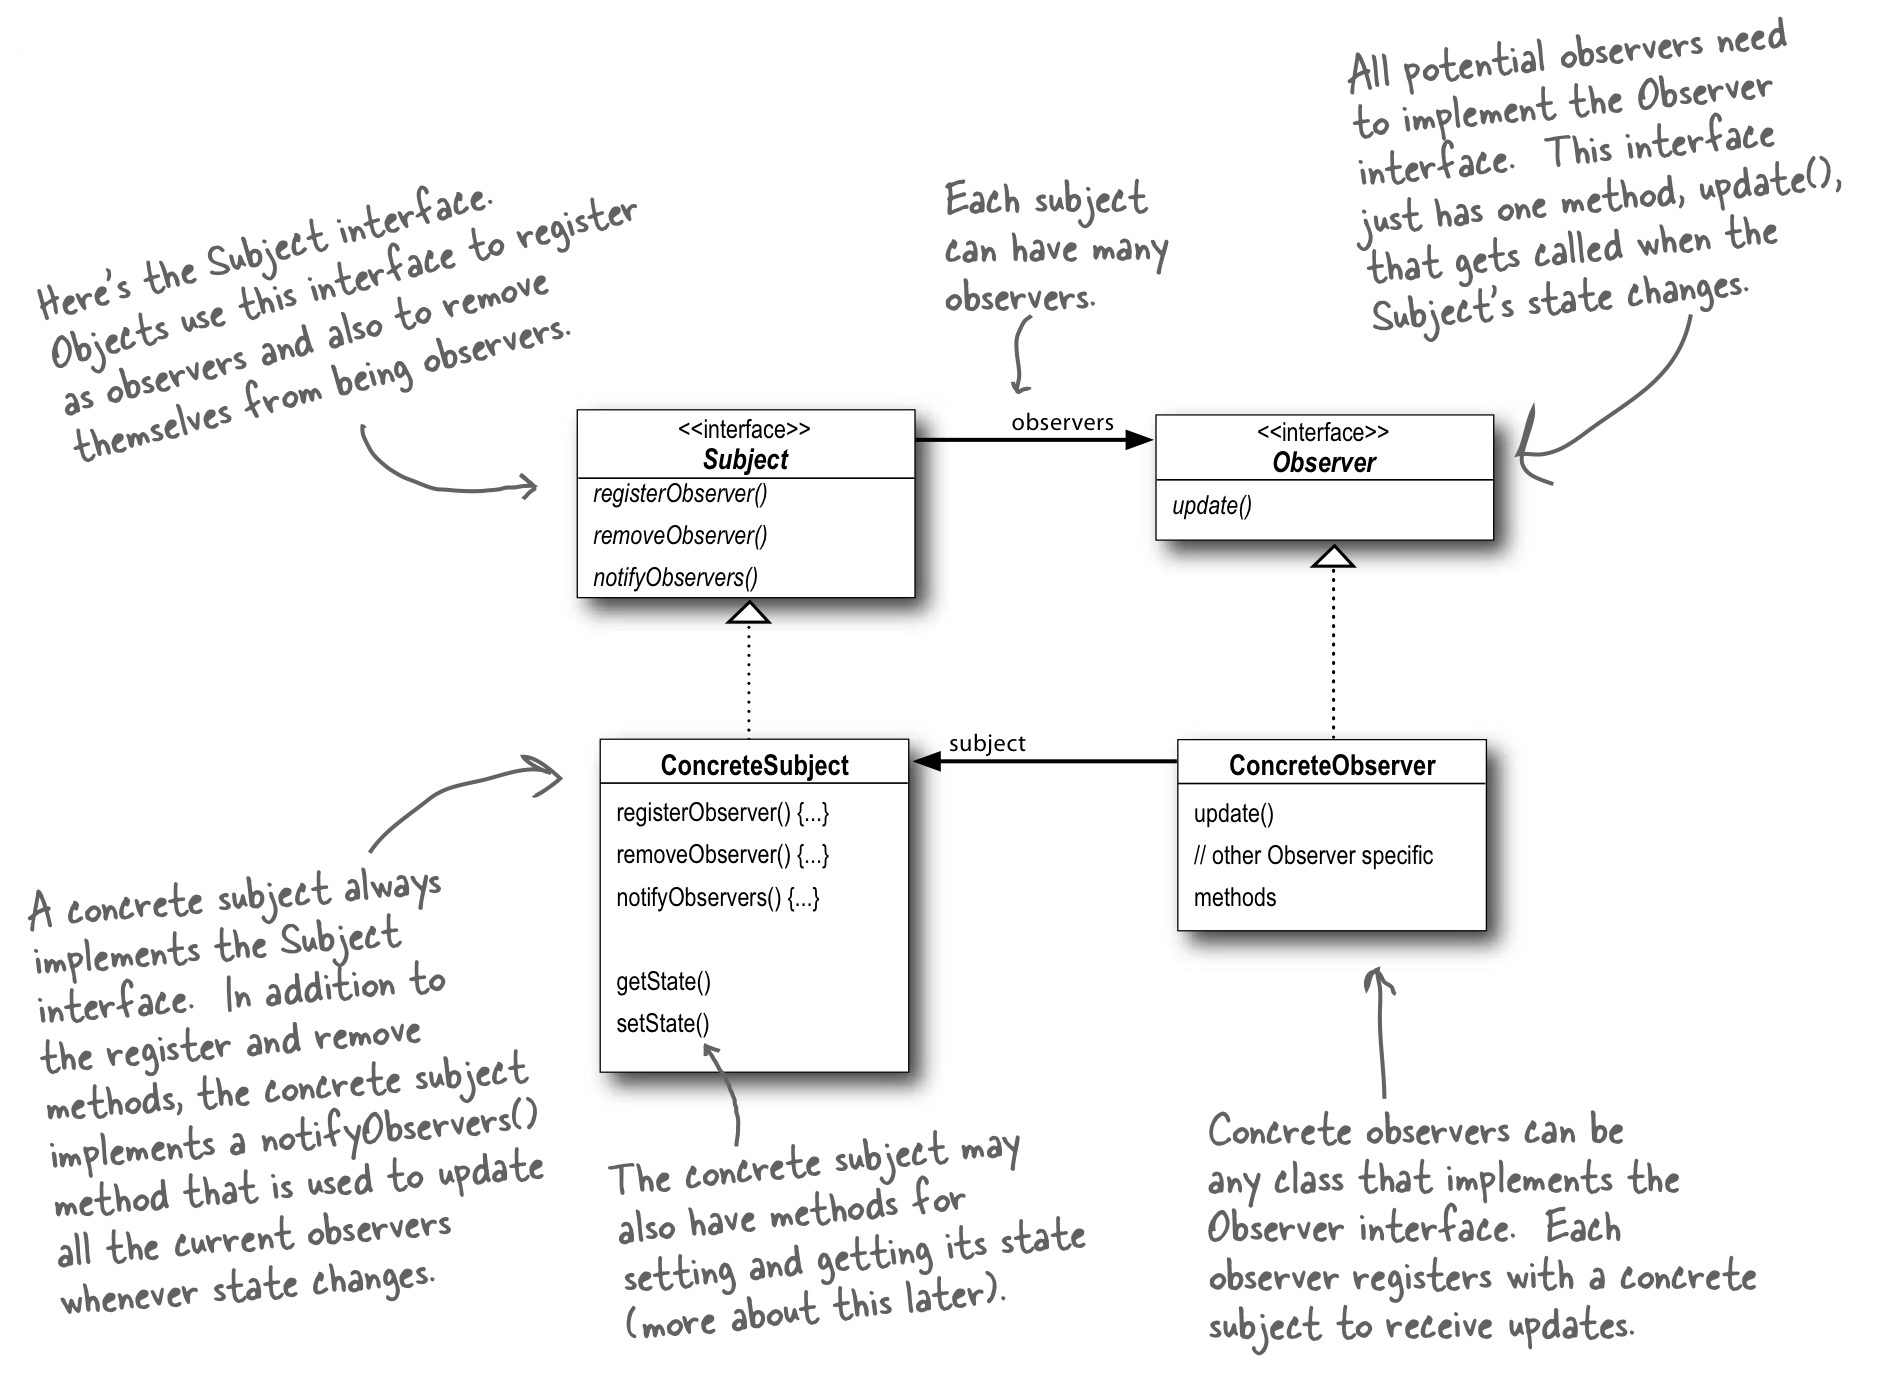 All potential observers need
to implement the Observer
interface. This interface
just has one method, update(),
that gets called when the
Subject's state changes.
Each subject
can have many
observers.
Here's the Subject interface.
Objects use this interface to register
as observers and also to remove
themselves from being observers.
<<interface>>
Subject
registerObserver()
removeObserver()
notifyObservers()
observers
<<interface>>
Observer
update()
ConcreteSubject
registerObserver() {...}
removeObserver() {...}
notifyObservers() {...}
getState()
setState()
subject
ConcreteObserver
update()
// other Observer specific
methods
A concrete subject always
implements the Subject
interface. In addition to
the register and remove
methods, the concrete subject
implements a notifyObservers()
method that is used to update
all the current observers
whenever state changes.
The concrete subject may
also have methods for
setting and getting its state
(more about this later).
Concrete observers can be
any class that implements the
Observer interface. Each
observer registers with a concrete
subject to receive updates.